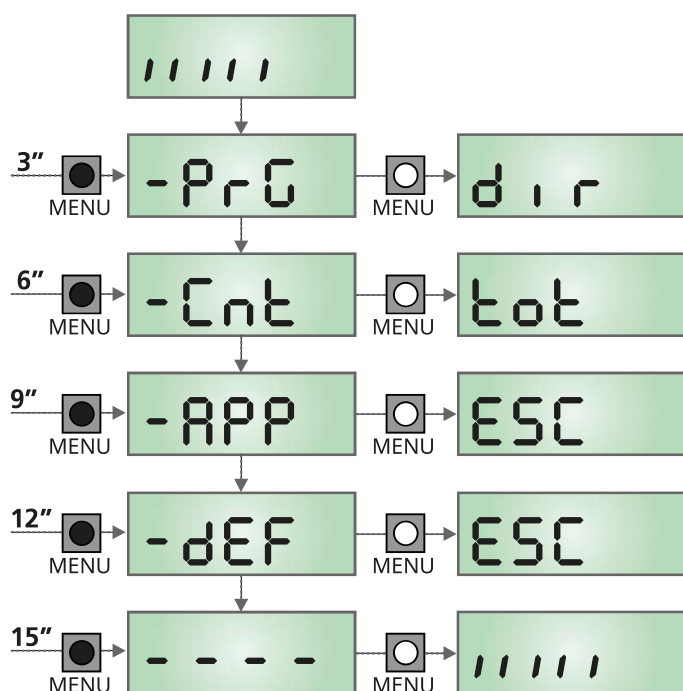 3″
MENU
-PrG
MENU
dir
6″
MENU
-Cnt
MENU
tot
9″
MENU
-APP
MENU
ESC
12″
MENU
-dEF
MENU
ESC
15″
MENU
- - - -
MENU